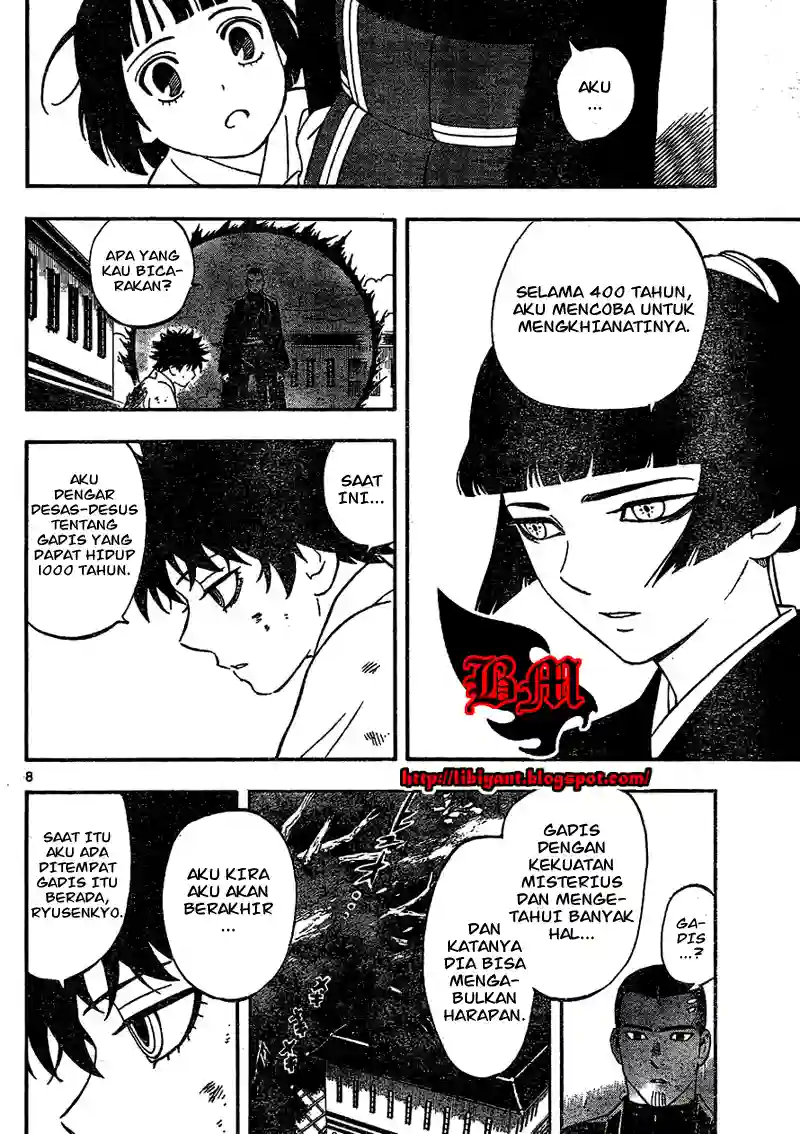 AKU
...
SELAMA 400 TAHUN,
AKU MENCOBA UNTUK
MENGKHIANATINYA.
APA YANG
KAU BICA-
RAKAN?
SAAT
INI...
AKU
DENGAR
DESAS-DESUS
TENTANG
GADIS YANG
DAPAT HIDUP
1000 TAHUN.
BM
http://libiyant.blogspot.com/
8
GA-
DIS
...?
GADIS
DENGAN
KEKUATAN
MISTERIUS
DAN MENGE-
TAHUI BANYAK
HAL...
DAN
KATANYA
DIA BISA
MENGA-
BULKAN
HARAPAN.
AKU KIRA
AKU AKAN
BERAKHIR
...
SAAT ITU
AKU ADA
DITEMPAT
GADIS ITU
BERADA,
RYUSENKYO.